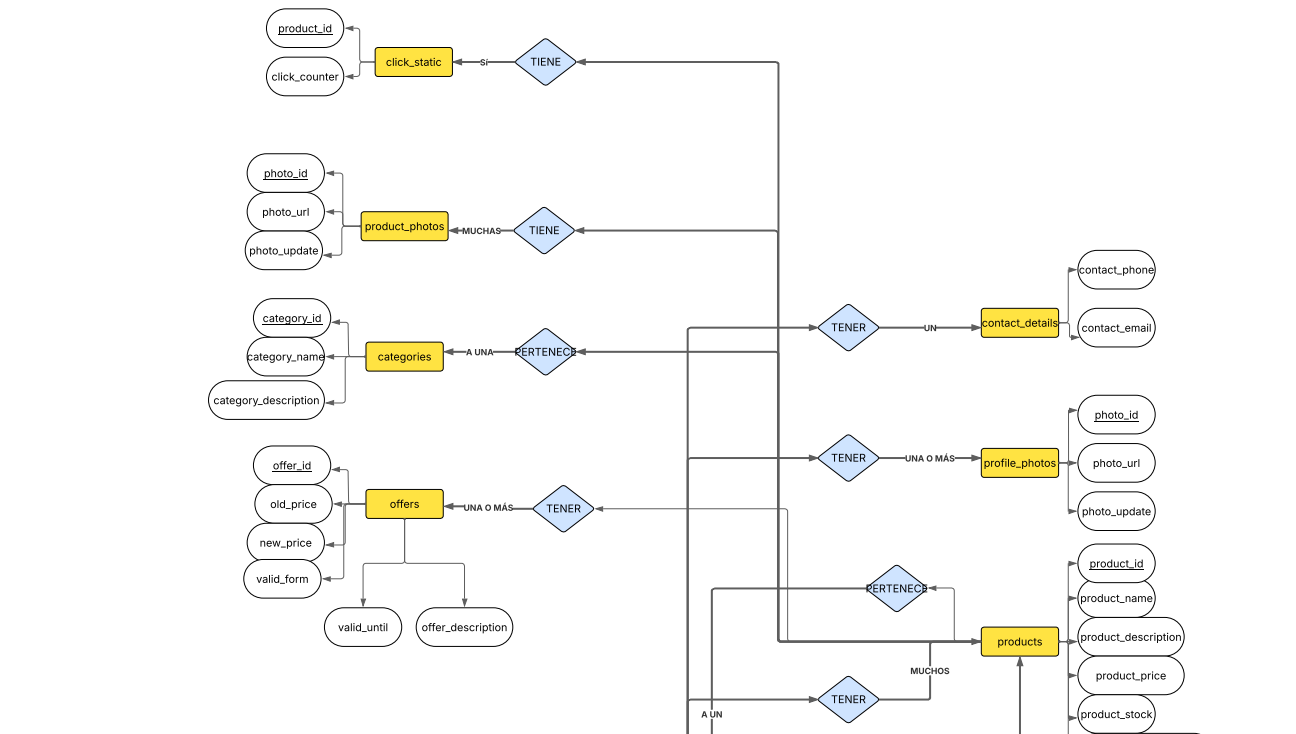 product_id
click_static
Sí
TIENE
click_counter
photo_id
photo_url
product_photos
MUCHAS
TIENE
photo_update
contact_phone
category_id
TENER
UN
contact_details
contact_email
category_name
categories
A UNA
PERTENECE
category_description
photo_id
offer_id
TENER
UNA O MÁS
profile_photos
photo_url
old_price
offers
UNA O MÁS
TENER
photo_update
new_price
valid_form
product_id
PERTENECE
product_name
valid_until
offer_description
products
product_description
MUCHOS
product_price
TENER
A UN
product_stock